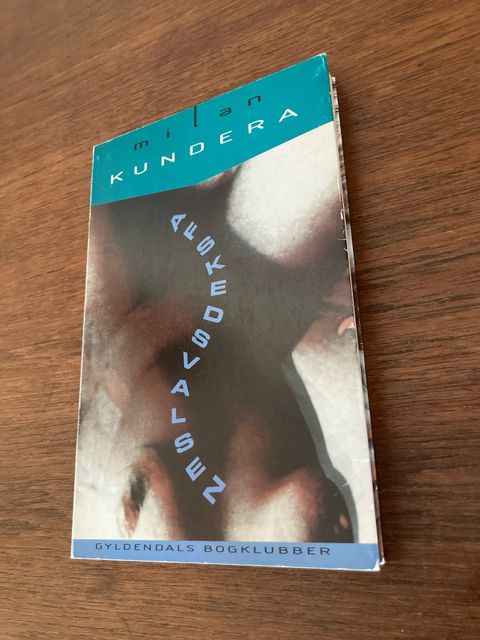 milan
KUNDERA
AFSKEDSVALSEN
GYLDENDALS BOGKLUBBER